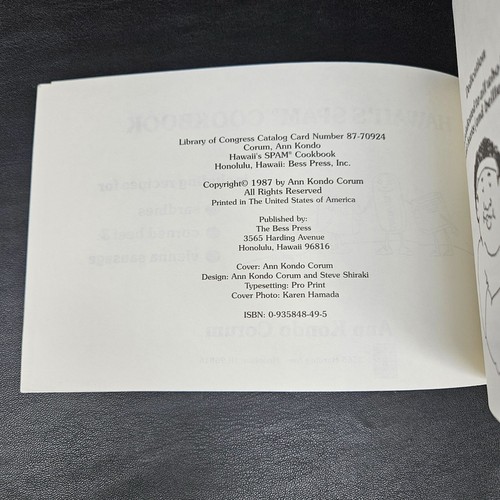 Library of Congress Catalog Card Number 87-70924
Corum, Ann Kondo
Hawaii's SPAM® Cookbook
Honolulu, Hawaii: Bess Press, Inc.
Copyright© 1987 by Ann Kondo Corum
All Rights Reserved
Printed in The United States of America
Published by:
The Bess Press
3565 Harding Avenue
Honolulu, Hawaii 96816
Cover: Ann Kondo Corum
Design: Ann Kondo Corum and Steve Shiraki
Typesetting: Pro Print
Cover Photo: Karen Hamada
ISBN: 0-935848-49-5
Dedication